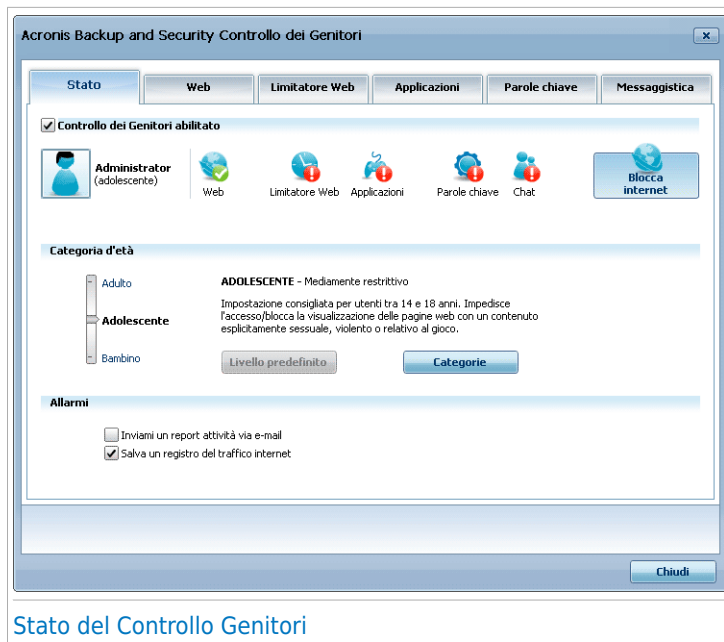 Acronis Backup and Security Controllo dei Genitori
Stato
Web
Limitatore Web
Applicazioni
Parole chiave
Messaggistica
Controllo dei Genitori abilitato
Administrator
(adolescente)
Web
Limitatore Web
Applicazioni
Parole chiave
Chat
Blocca
internet
Categoria d'età
Adulto
Adolescente
Bambino
ADOLESCENTE - Mediamente restrittivo
Impostazione consigliata per utenti tra 14 e 18 anni. Impedisce
l'accesso/blocca la visualizzazione delle pagine web con un contenuto
esplicitamente sessuale, violento o relativo al gioco.
Livello predefinito
Categorie
Allarmi
Inviami un report attività via e-mail
Salva un registro del traffico internet
Chiudi
Stato del Controllo Genitori